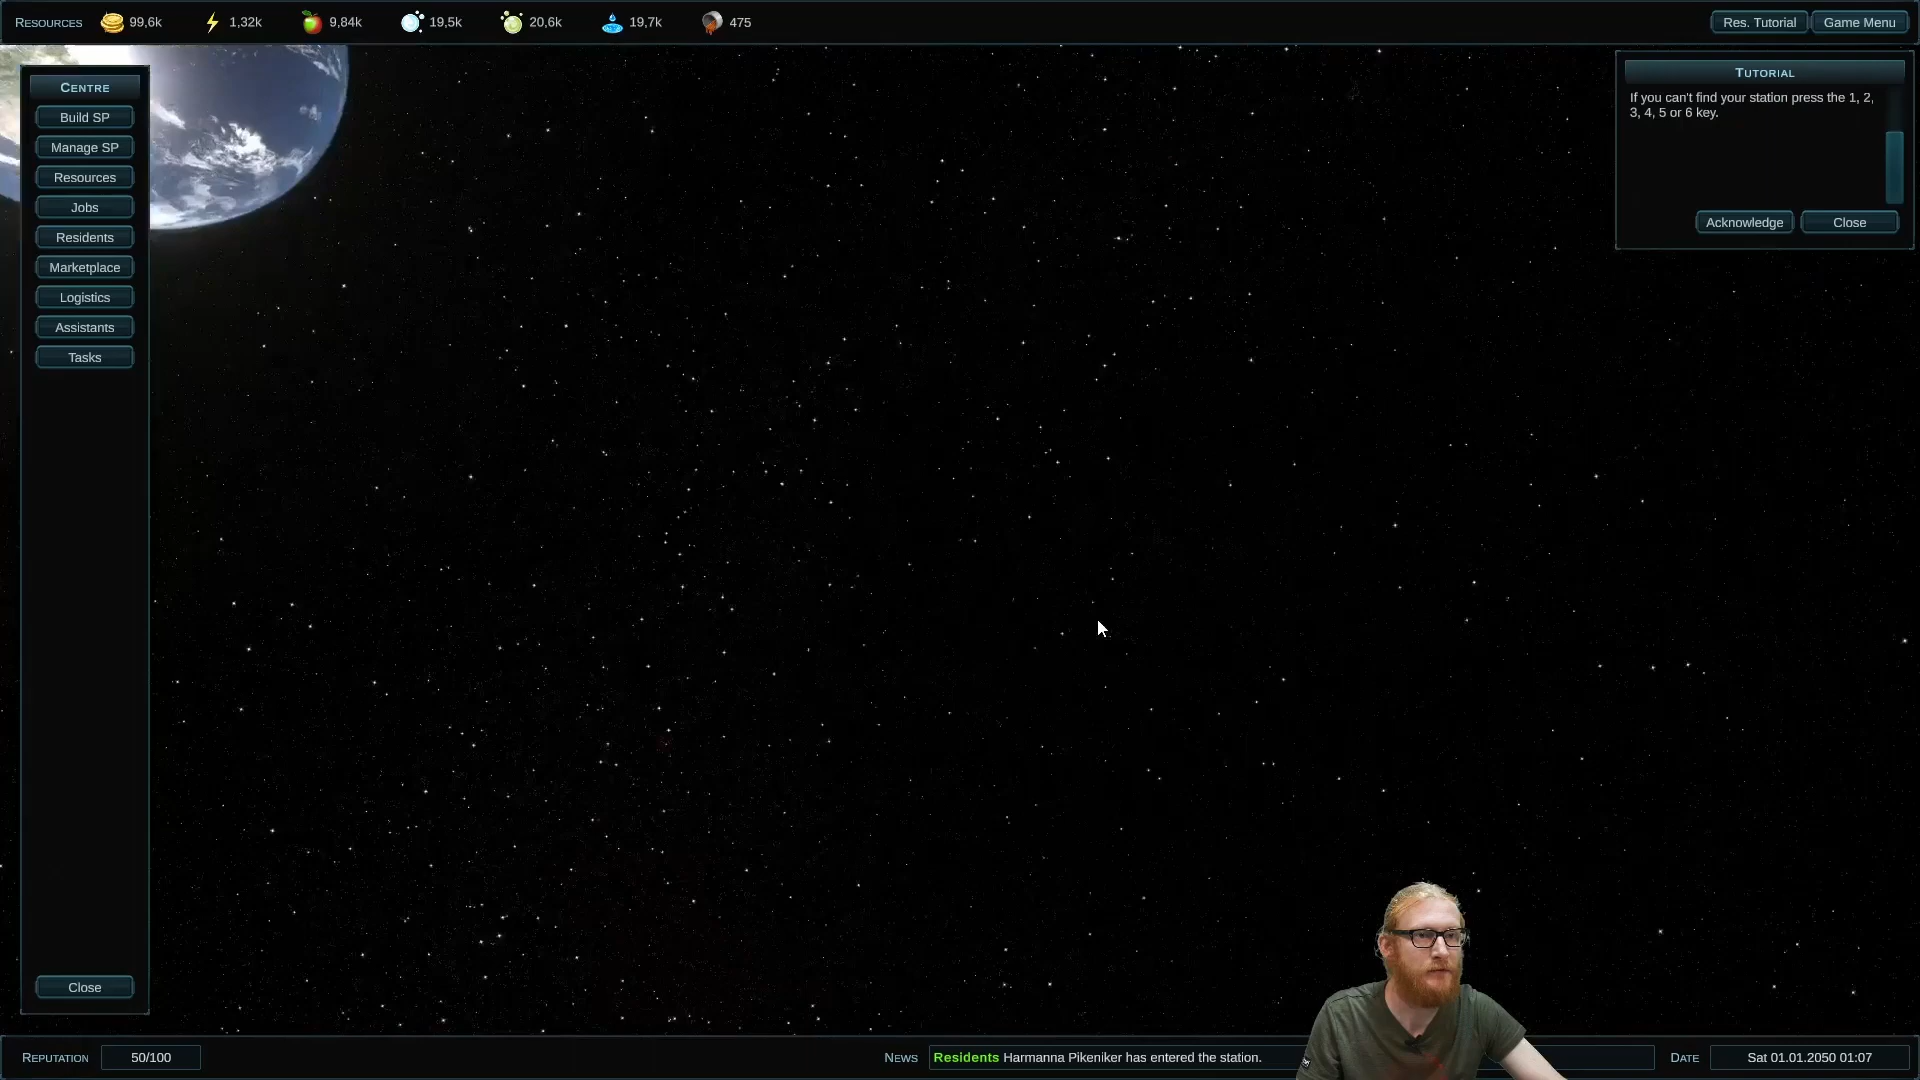 RESOURCES 99,6k 1,32k 9,84k 19,5k 20,6k 19,7k 475 Res. Tutorial Game Menu
CENTRE
Build SP
Manage SP
Resources
Jobs
Residents
Marketplace
Logistics
Assistants
Tasks
Close
TUTORIAL
If you can't find your station press the 1, 2,
3, 4, 5 or 6 key.
Acknowledge Close
REPUTATION 50/100 NEWS Residents Harmanna Pikeniker has entered the station. DATE Sat 01.01.2050 01:07